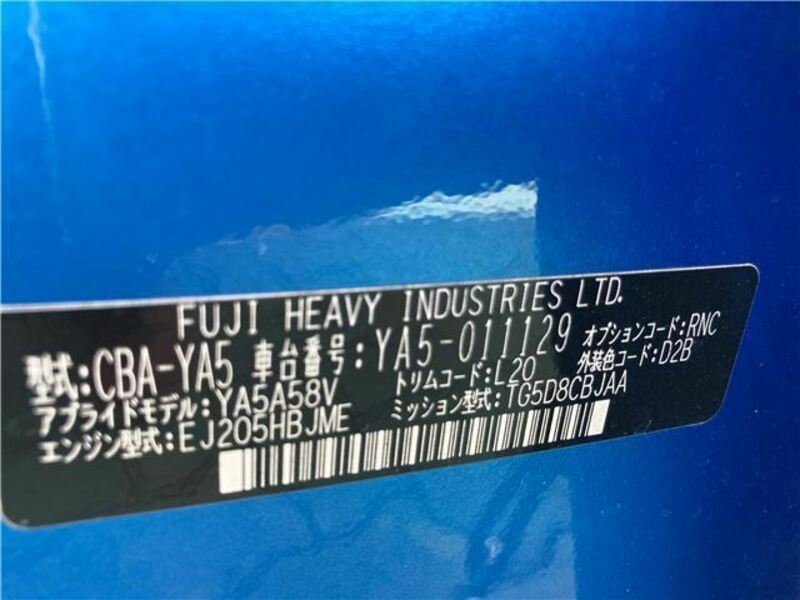 FUJI HEAVY INDUSTRIES LTD.
型式:CBA-YA5 車台番号:YA5-011129 オプションコード:RNC
アプライドモデル:YA5A58V トリムコード:L20 外装色コード:D2B
エンジン型式:EJ205HBJME ミッション型式:TG5D8CBJAA